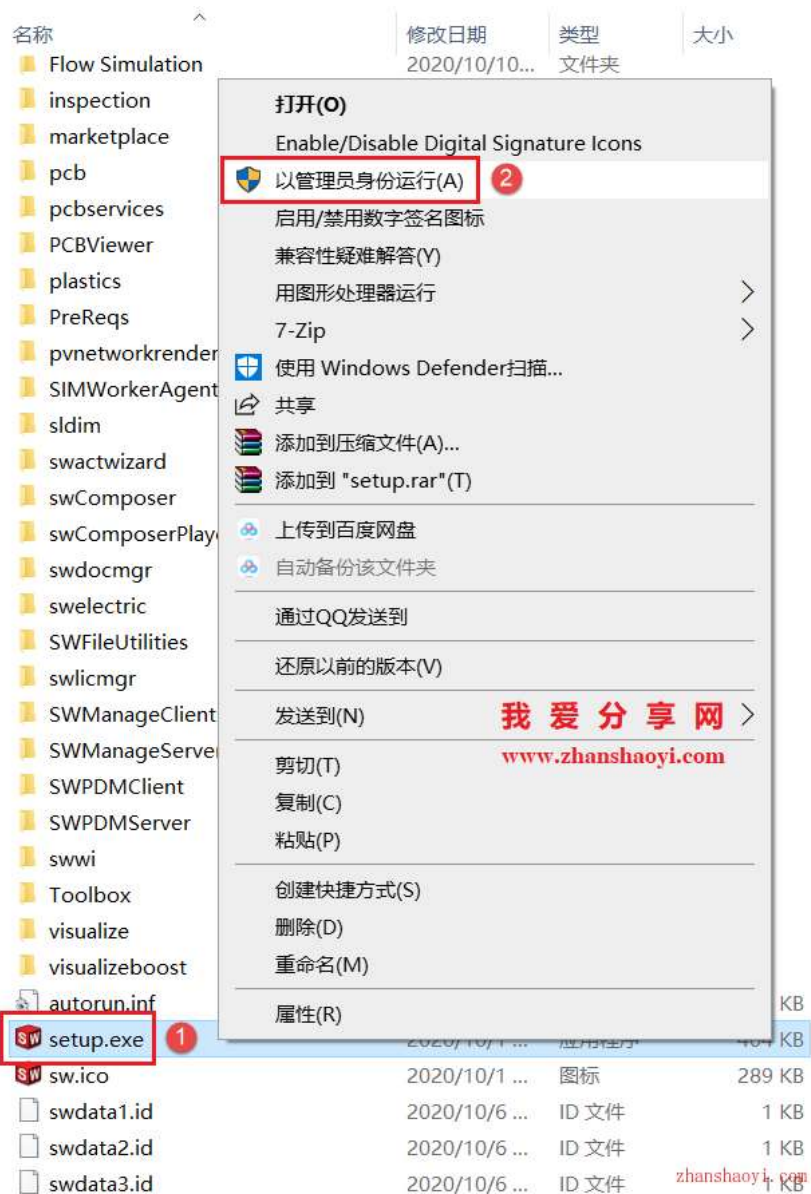 名称 修改日期 类型 大小
Flow Simulation 2020/10/10... 文件夹
inspection
marketplace
pcb
pcbservices
PCBViewer
plastics
PreReqs
pvnetworkrender
SIMWorkerAgent
sldim
swactwizard
swComposer
swComposerPlay
swdocmgr
swelectric
SWFileUtilities
swlicmgr
SWManageClient
SWManageServe
SWPDMClient
SWPDMServer
swwi
Toolbox
visualize
visualizeboost
autorun.inf KB
setup.exe 1 KB
sw.ico 2020/10/1 ... 图标 289 KB
swdata1.id 2020/10/6 ... ID 文件 1 KB
swdata2.id 2020/10/6 ... ID 文件 1 KB
swdata3.id 2020/10/6 ... ID 文件 1 KB
打开(O)
Enable/Disable Digital Signature Icons
以管理员身份运行(A) 2
启用/禁用数字签名图标
兼容性疑难解答(Y)
用图形处理器运行
7-Zip
使用 Windows Defender扫描...
共享
添加到压缩文件(A)...
添加到 "setup.rar"(T)
上传到百度网盘
自动备份该文件夹
通过QQ发送到
还原以前的版本(V)
发送到(N)
剪切(T)
复制(C)
粘贴(P)
创建快捷方式(S)
删除(D)
重命名(M)
属性(R)
我爱分享网
www.zhanshaoyi.com
zhanshaoyi.com